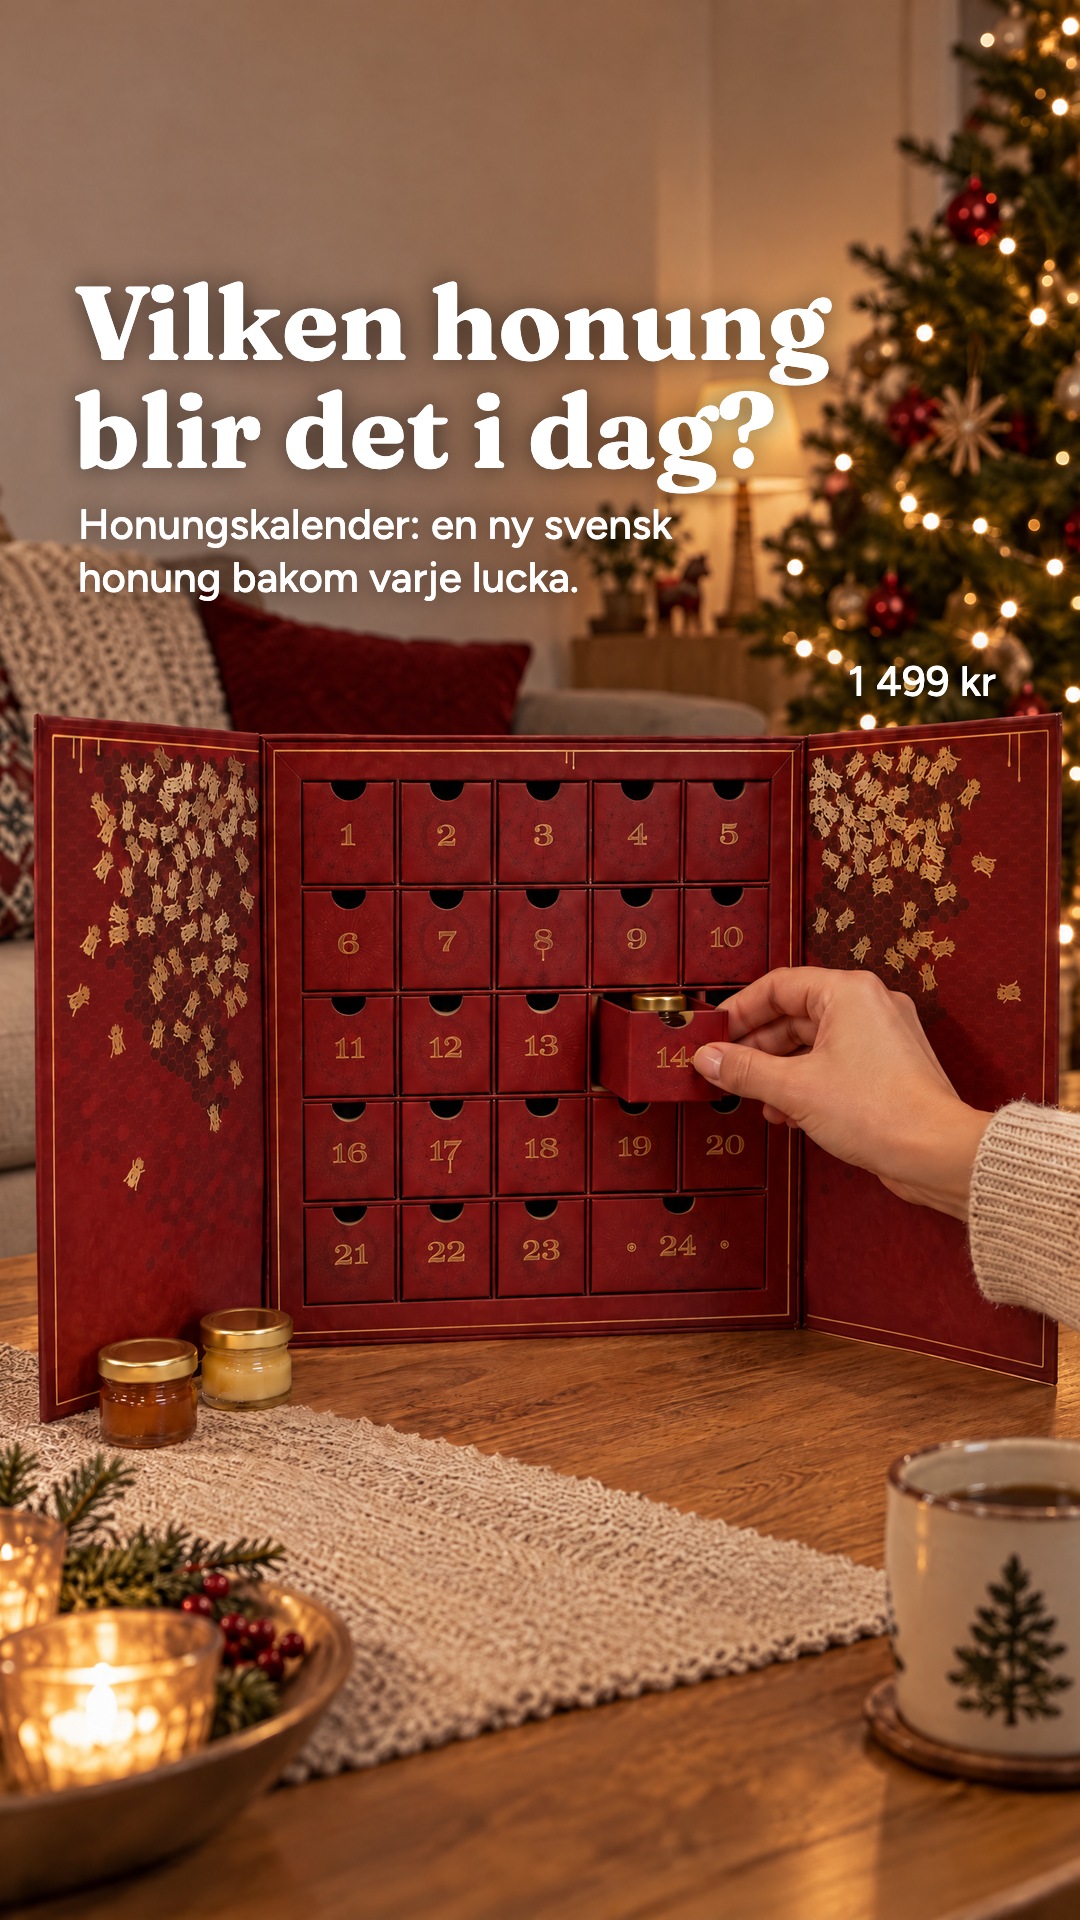 Vilken honung
blir det i dag?
Honungskalender: en ny svensk
honung bakom varje lucka.
1 499 kr
1 2 3 4 5
6 7 8 9 10
11 12 13 14
16 17 18 19 20
21 22 23 24